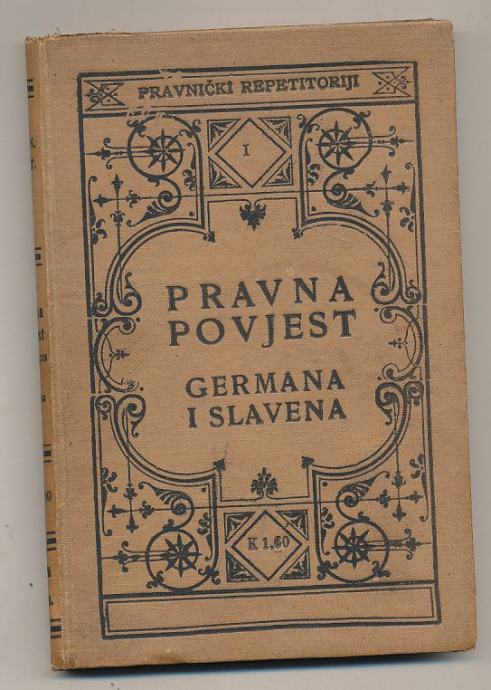 PRAVNIČKI REPETITORIJI
I
PRAVNA
POVJEST
GERMANA
I SLAVENA
K 1,60